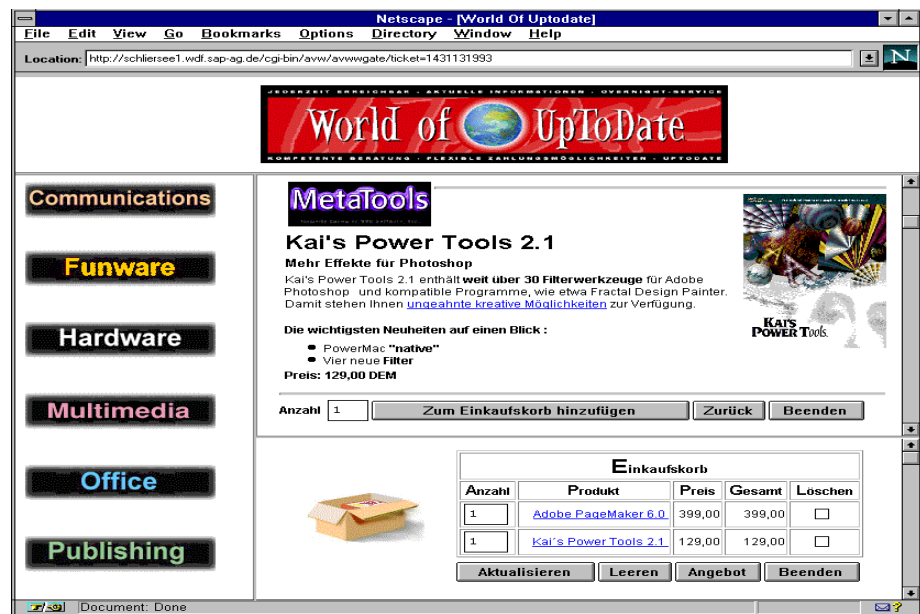 Netscape - [World Of Uptodate]
File Edit View Go Bookmarks Options Directory Window Help
Location: http://schliersee1.wdf.sap-ag.de/cgi-bin/avw/avwwgate/ticket=1431131993
N
JEDERZEIT ERREICHBAR - AKTUELLE INFORMATIONEN - OVERNIGHT-SERVICE
World of UpToDate
KOMPETENTE BERATUNG - FLEXIBLE ZAHLUNGSMÖGLICHKEITEN - UPTODATE
Communications
Funware
Hardware
Multimedia
Office
Publishing
MetaTools
Kai's Power Tools 2.1
Mehr Effekte für Photoshop
Kai's Power Tools 2.1 enthält weit über 30 Filterwerkzeuge für Adobe
Photoshop und kompatible Programme, wie etwa Fractal Design Painter.
Damit stehen Ihnen ungeahnte kreative Möglichkeiten zur Verfügung.
Die wichtigsten Neuheiten auf einen Blick :
PowerMac "native"
Vier neue Filter
Preis: 129,00 DEM
KAI'S
POWER TOOLS.
Anzahl 1 Zum Einkaufskorb hinzufügen Zurück Beenden
Einkaufskorb
Anzahl Produkt Preis Gesamt Löschen
1 Adobe PageMaker 6.0 399,00 399,00
1 Kai´s Power Tools 2.1 129,00 129,00
Aktualisieren Leeren Angebot Beenden
Document: Done
?